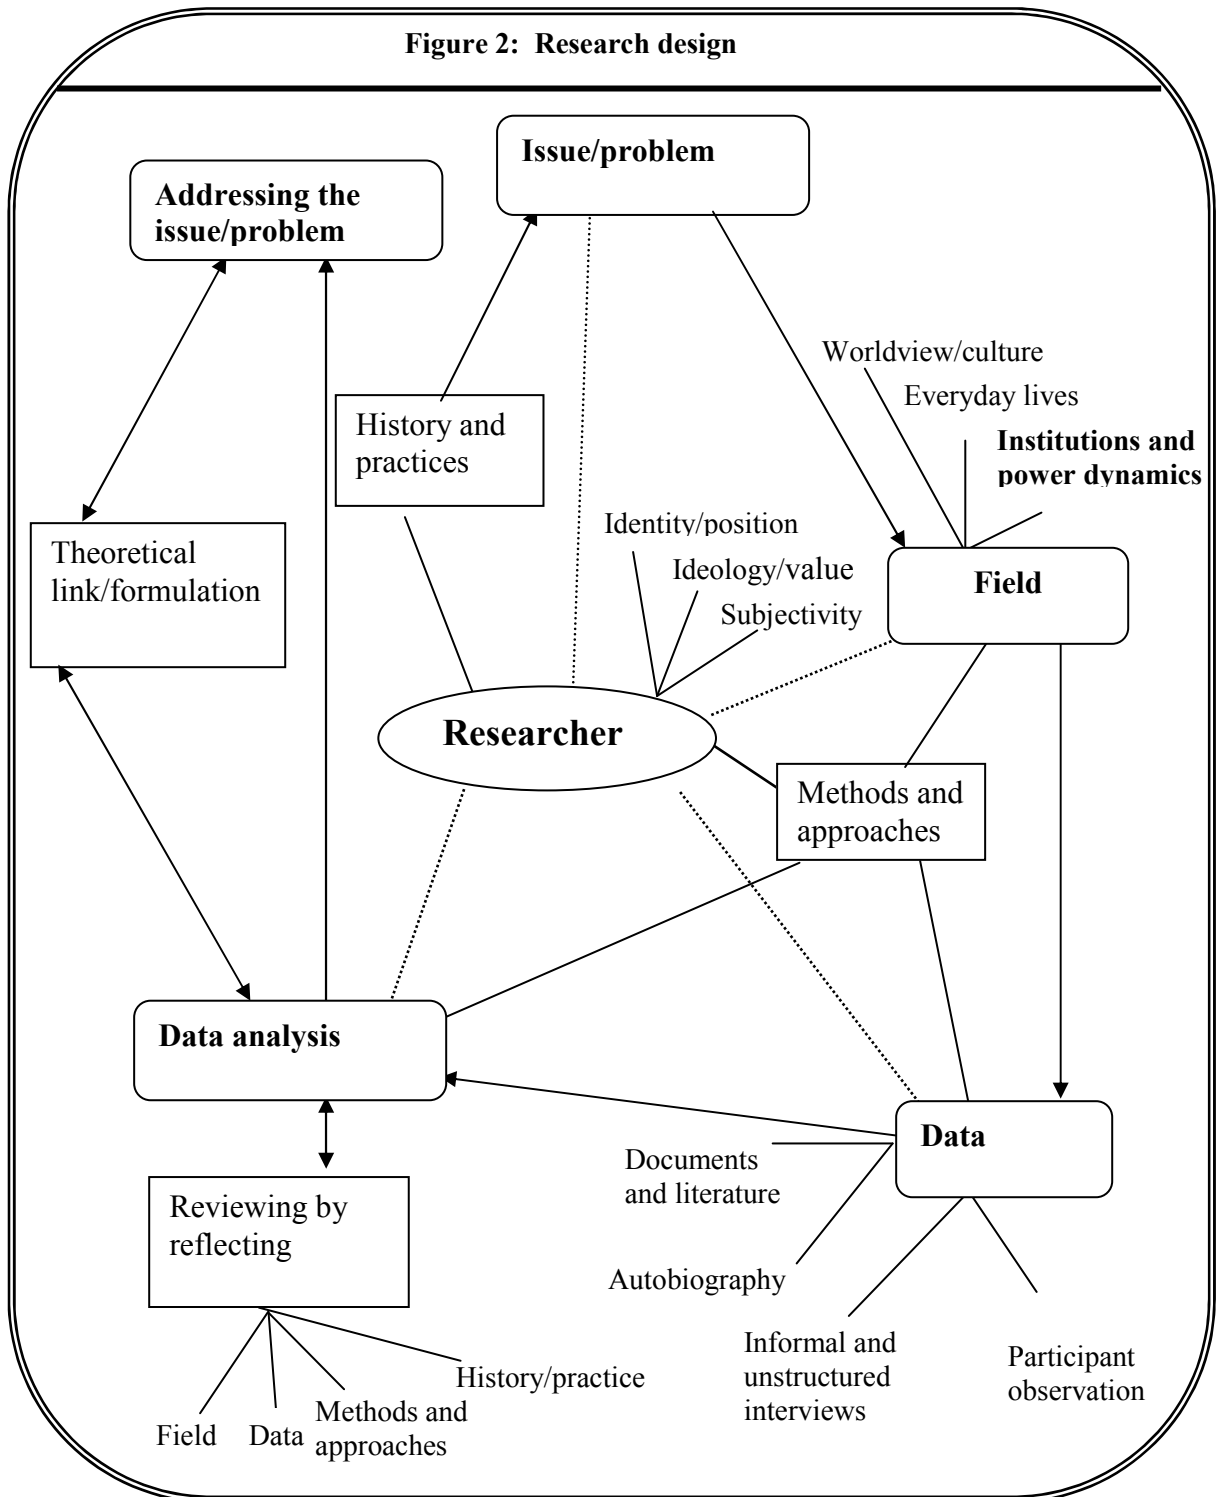 Figure 2:  Research design
Issue/problem
Addressing the
issue/problem
Worldview/culture
Everyday lives
Institutions and
power dynamics
History and
practices
Identity/position
Ideology/value
Subjectivity
Theoretical
link/formulation
Field
Researcher
Methods and
approaches
Data analysis
Data
Documents
and literature
Reviewing by
reflecting
Autobiography
Informal and
unstructured
interviews
Participant
observation
History/practice
Methods and
approaches
Field
Data